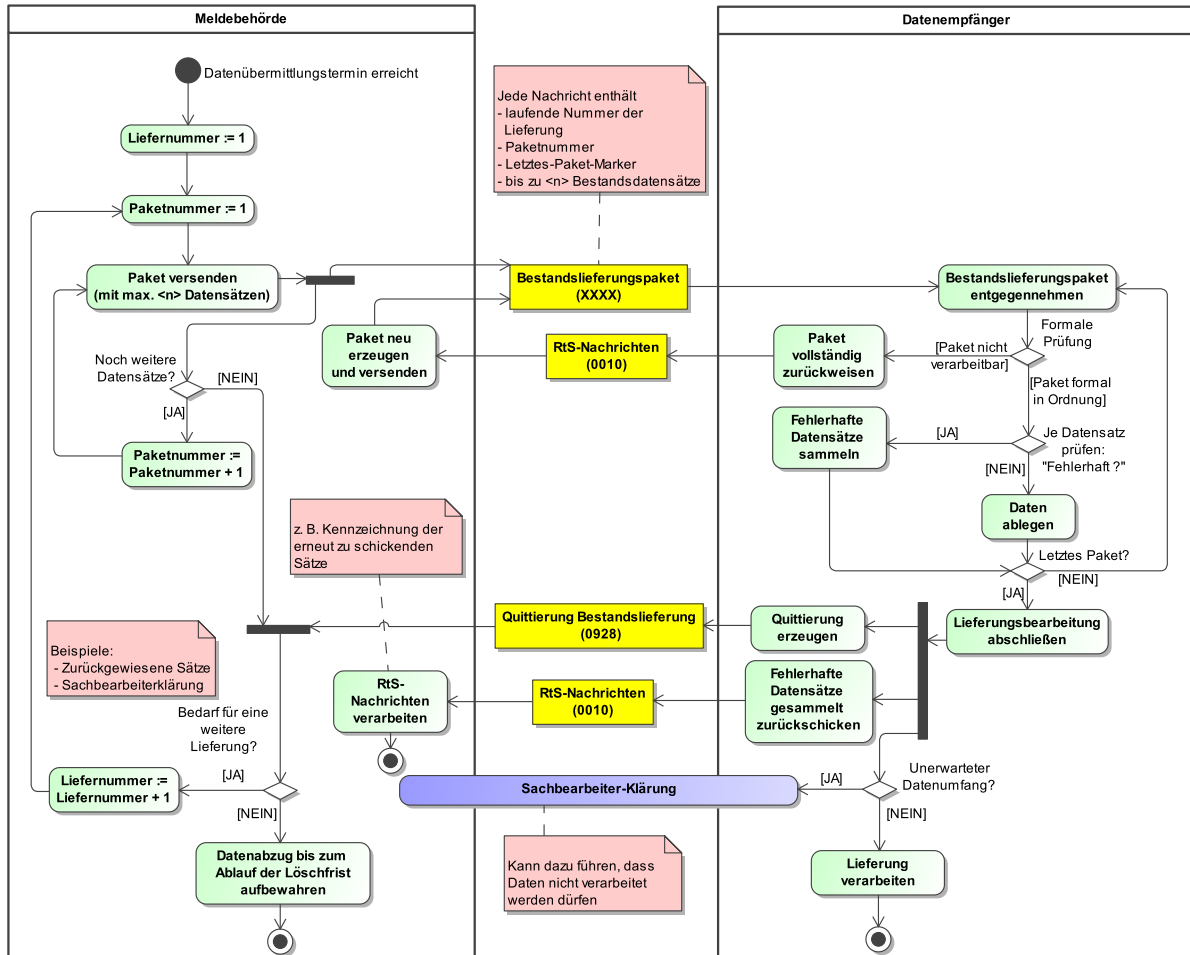 Meldebehörde
Datenempfänger
Datenübermittlungstermin erreicht
Liefernummer := 1
Paketnummer := 1
Paket versenden
(mit max. <n> Datensätzen)
Noch weitere
Datensätze?
[NEIN]
[JA]
Paketnummer :=
Paketnummer + 1
Jede Nachricht enthält
- laufende Nummer der
Lieferung
- Paketnummer
- Letztes-Paket-Marker
- bis zu <n> Bestandsdatensätze
Bestandslieferungspaket
(XXXX)
Paket neu
erzeugen
und versenden
RtS-Nachrichten
(0010)
Paket
vollständig
zurückweisen
[Paket nicht
verarbeitbar]
Bestandslieferungspaket
entgegennehmen
Formale
Prüfung
[Paket formal
in Ordnung]
Fehlerhafte
Datensätze
sammeln
[JA]
Je Datensatz
prüfen:
"Fehlerhaft ?"
[NEIN]
Daten
ablegen
Letztes Paket?
[NEIN]
[JA]
Lieferungsbearbeitung
abschließen
z. B. Kennzeichnung der
erneut zu schickenden
Sätze
Quittierung Bestandslieferung
(0928)
Quittierung
erzeugen
Beispiele:
- Zurückgewiesene Sätze
- Sachbearbeiterklärung
RtS-
Nachrichten
verarbeiten
RtS-Nachrichten
(0010)
Fehlerhafte
Datensätze
gesammelt
zurückschicken
Bedarf für eine
weitere
Lieferung?
[JA]
Liefernummer :=
Liefernummer + 1
[NEIN]
Datenabzug bis zum
Ablauf der Löschfrist
aufbewahren
Sachbearbeiter-Klärung
[JA]
Unerwarteter
Datenumfang?
[NEIN]
Kann dazu führen, dass
Daten nicht verarbeitet
werden dürfen
Lieferung
verarbeiten